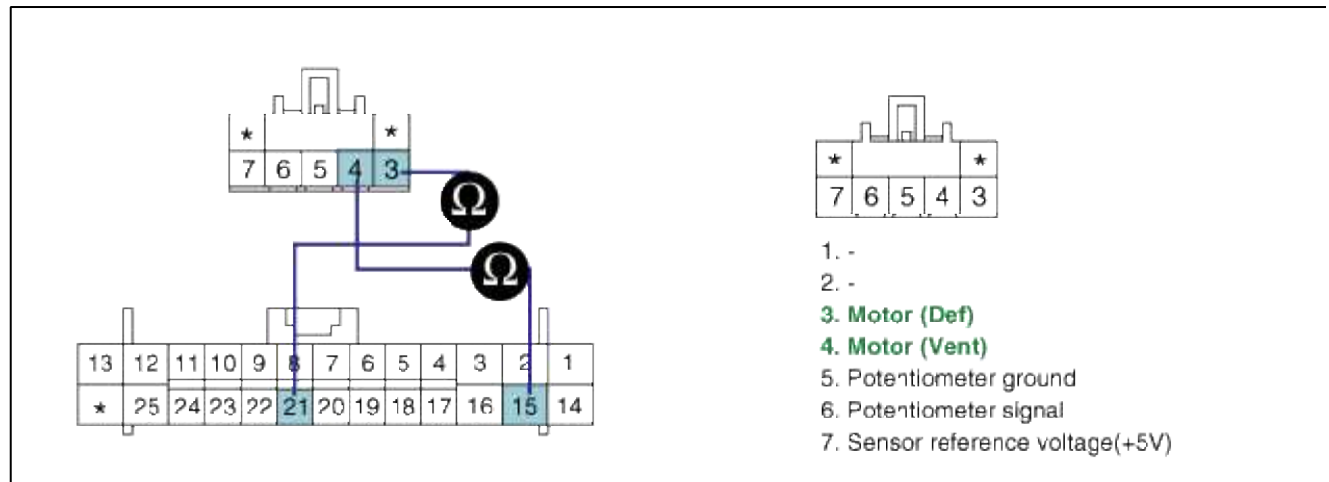 * *
7 6 5 4 3
Ω
Ω
13 12 11 10 9 8 7 6 5 4 3 2 1
* 25 24 23 22 21 20 19 18 17 16 15 14
* *
7 6 5 4 3
1. -
2. -
3. Motor (Def)
4. Motor (Vent)
5. Potentiometer ground
6. Potentiometer signal
7. Sensor reference voltage(+5V)